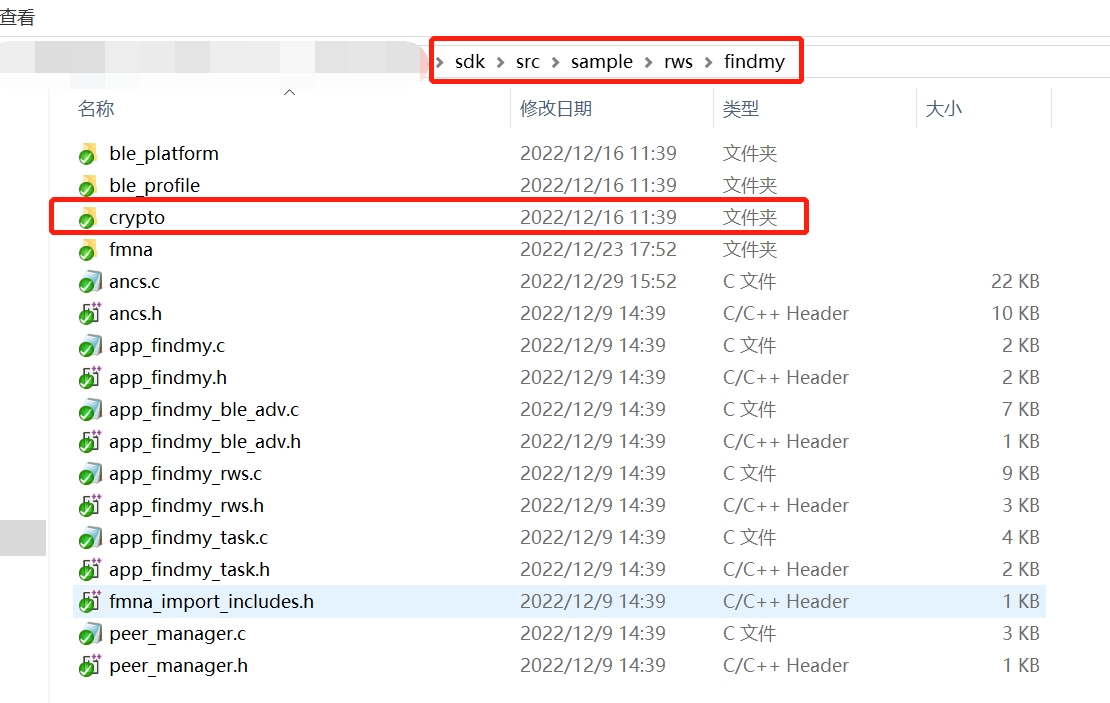 查看
sdk > src > sample > rws > findmy
名称 修改日期 类型 大小
ble_platform 2022/12/16 11:39 文件夹
ble_profile 2022/12/16 11:39 文件夹
crypto 2022/12/16 11:39 文件夹
fmna 2022/12/23 17:52 文件夹
ancs.c 2022/12/29 15:52 C 文件 22 KB
ancs.h 2022/12/9 14:39 C/C++ Header 10 KB
app_findmy.c 2022/12/9 14:39 C 文件 2 KB
app_findmy.h 2022/12/9 14:39 C/C++ Header 2 KB
app_findmy_ble_adv.c 2022/12/9 14:39 C 文件 7 KB
app_findmy_ble_adv.h 2022/12/9 14:39 C/C++ Header 1 KB
app_findmy_rws.c 2022/12/9 14:39 C 文件 9 KB
app_findmy_rws.h 2022/12/9 14:39 C/C++ Header 3 KB
app_findmy_task.c 2022/12/9 14:39 C 文件 4 KB
app_findmy_task.h 2022/12/9 14:39 C/C++ Header 2 KB
fmna_import_includes.h 2022/12/9 14:39 C/C++ Header 1 KB
peer_manager.c 2022/12/9 14:39 C 文件 3 KB
peer_manager.h 2022/12/9 14:39 C/C++ Header 1 KB